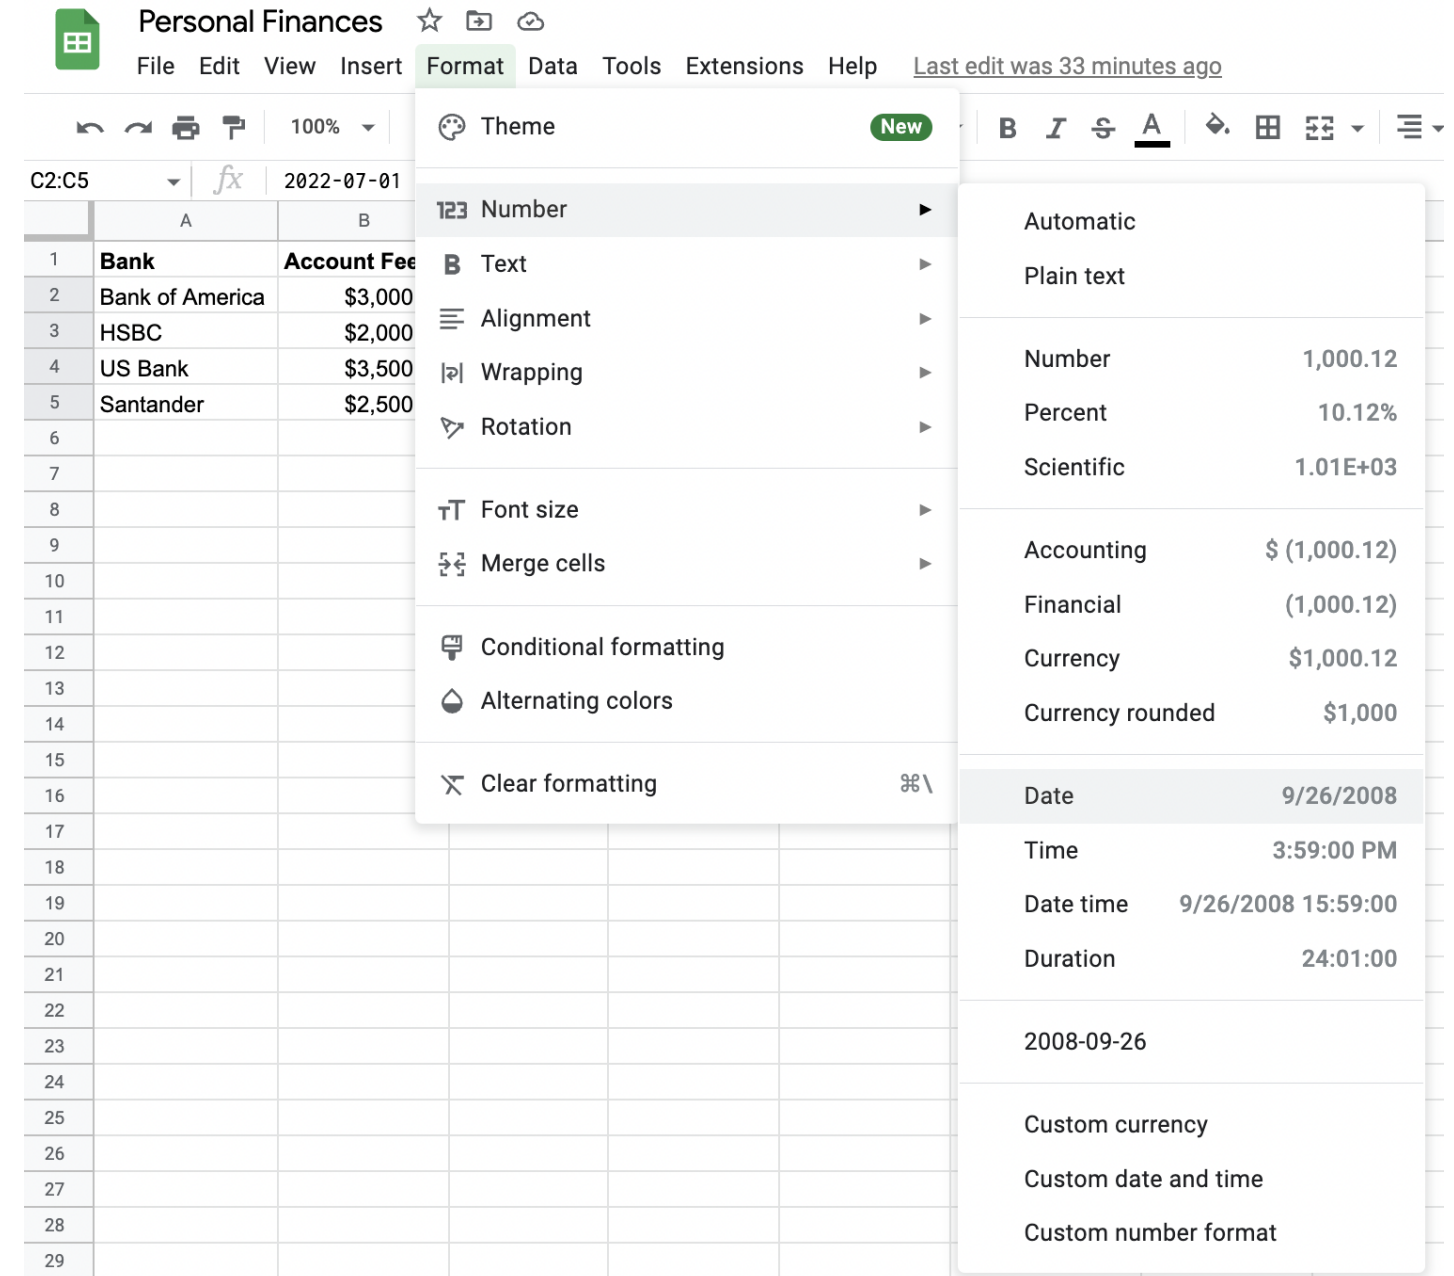 Personal Finances
File Edit View Insert Format Data Tools Extensions Help Last edit was 33 minutes ago
100% B I S A
C2:C5 fx 2022-07-01
A B
1 Bank Account Fee
2 Bank of America $3,000
3 HSBC $2,000
4 US Bank $3,500
5 Santander $2,500
6
7
8
9
10
11
12
13
14
15
16
17
18
19
20
21
22
23
24
25
26
27
28
29
Theme New
123 Number
B Text
Alignment
Wrapping
Rotation
TT Font size
Merge cells
Conditional formatting
Alternating colors
Clear formatting ⌘\
Automatic
Plain text
Number 1,000.12
Percent 10.12%
Scientific 1.01E+03
Accounting $ (1,000.12)
Financial (1,000.12)
Currency $1,000.12
Currency rounded $1,000
Date 9/26/2008
Time 3:59:00 PM
Date time 9/26/2008 15:59:00
Duration 24:01:00
2008-09-26
Custom currency
Custom date and time
Custom number format